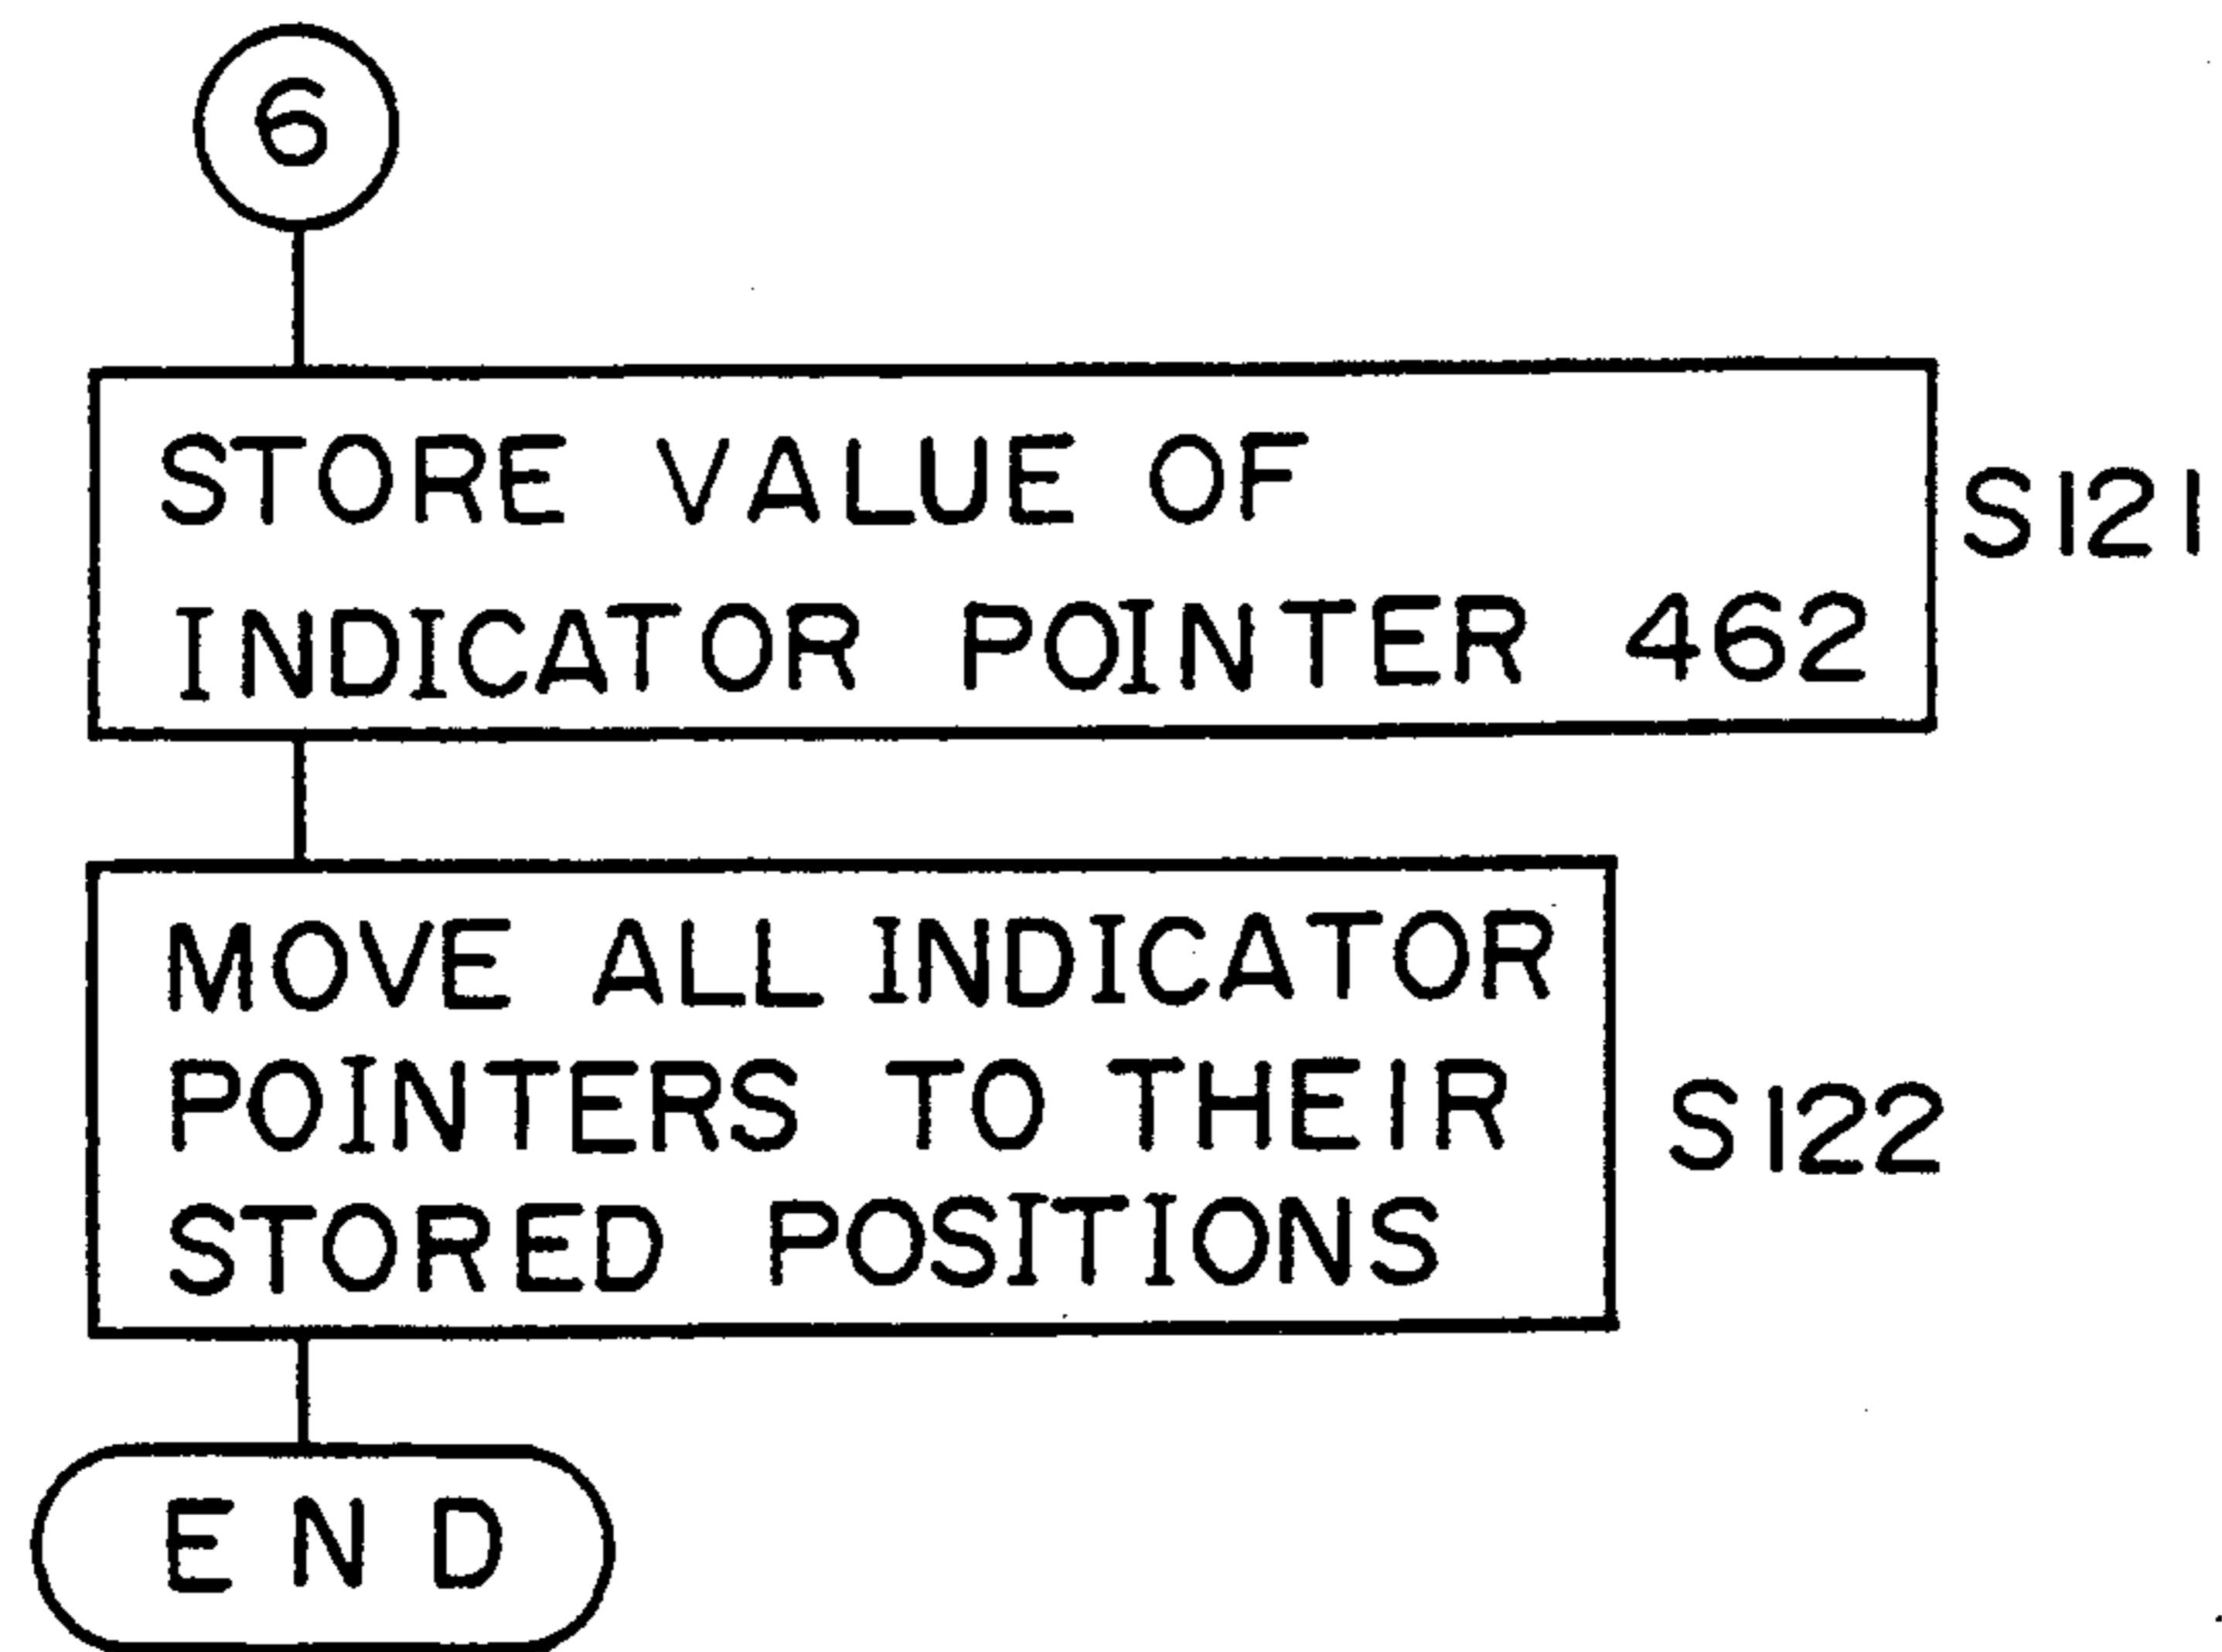 6
STORE VALUE OF
INDICATOR POINTER 462
S121
MOVE ALL INDICATOR
POINTERS TO THEIR
STORED POSITIONS
S122
END